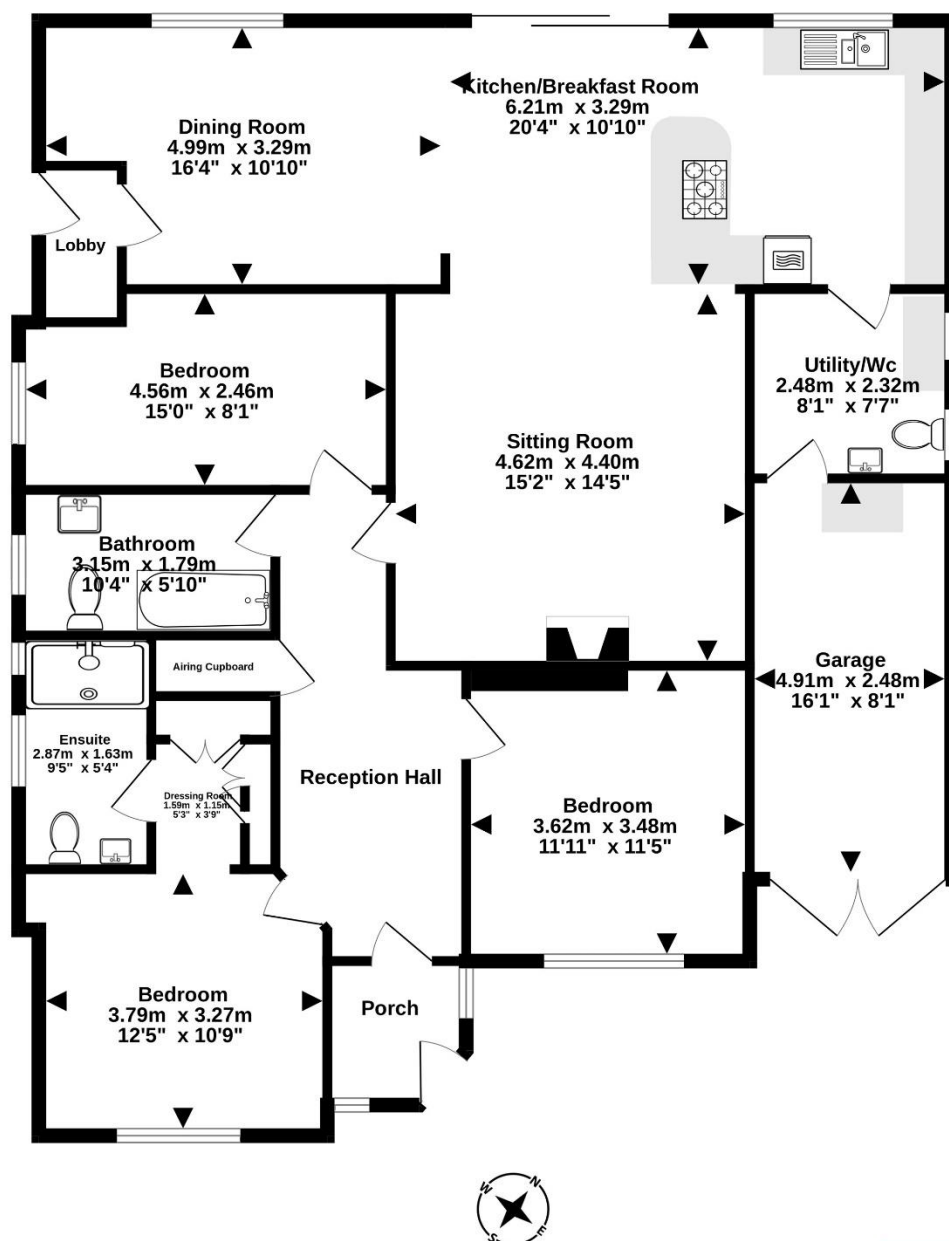 Kitchen/Breakfast Room
6.21m x 3.29m
20'4" x 10'10"
Dining Room
4.99m x 3.29m
16'4" x 10'10"
Lobby
Bedroom
4.56m x 2.46m
15'0" x 8'1"
Utility/Wc
2.48m x 2.32m
8'1" x 7'7"
Sitting Room
4.62m x 4.40m
15'2" x 14'5"
Bathroom
3.15m x 1.79m
10'4" x 5'10"
Airing Cupboard
Garage
4.91m x 2.48m
16'1" x 8'1"
Ensuite
2.87m x 1.63m
9'5" x 5'4"
Dressing Room
1.59m x 1.15m
5'3" x 3'9"
Reception Hall
Bedroom
3.62m x 3.48m
11'11" x 11'5"
Bedroom
3.79m x 3.27m
12'5" x 10'9"
Porch
N
W
E
S